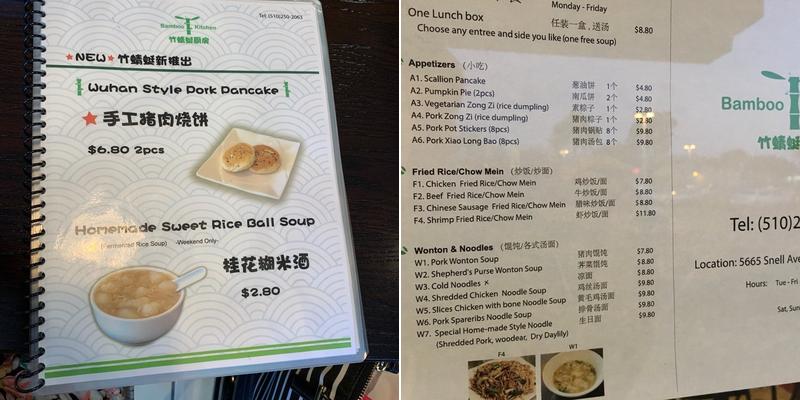 Bamboo Kitchen
竹蜻蜓厨房
Tel: (510)250-2063
★NEW★竹蜻蜓新推出
Wuhan Style Pork Pancake
★手工猪肉烧饼
$6.80 2pcs
Homemade Sweet Rice Ball Soup
(Fermented Rice Soup) -Weekend Only-
桂花糊米酒
$2.80
Monday - Friday
One Lunch box 任装一盒 , 送汤 $8.80
Choose any entree and side you like (one free soup)
Appetizers (小吃)
A1. Scallion Pancake 葱油饼 1个 $4.80
A2. Pumpkin Pie (2pcs) 南瓜饼 2个 $4.80
A3. Vegetarian Zong Zi (rice dumpling) 素粽子 1个 $2.80
A4. Pork Zong Zi (rice dumpling) 猪肉粽子 1个 $2.80
A5. Pork Pot Stickers (8pcs) 猪肉锅贴 8个 $9.80
A6. Pork Xiao Long Bao (8pcs) 猪肉汤包 8个 $9.80
Fried Rice/Chow Mein (炒饭/炒面)
F1. Chicken Fried Rice/Chow Mein 鸡炒饭/面 $7.80
F2. Beef Fried Rice/Chow Mein 牛炒饭/面 $8.80
F3. Chinese Sausage Fried Rice/Chow Mein 腊味炒饭/面 $8.80
F4. Shrimp Fried Rice/Chow Mein 虾炒饭/面 $11.80
Wonton & Noodles (馄饨/各式汤面)
W1. Pork Wonton Soup 猪肉馄饨 $7.80
W2. Shepherd's Purse Wonton Soup 荠菜馄饨 $8.80
W3. Cold Noodles 凉面 $8.80
W4. Shredded Chicken Noodle Soup 鸡丝汤面 $9.80
W5. Slices Chicken with bone Noodle Soup 黄毛鸡汤面 $9.80
W6. Pork Spareribs Noodle Soup 排骨汤面 $9.80
W7. Special Home-made Style Noodle 生日面 $9.80
(Shredded Pork, woodear, Dry Daylily)
F4 W1
Bamboo
竹蜻
Tel: (510)2
Location: 5665 Snell Ave
Hours: Tue - Fri
Sat, Sun